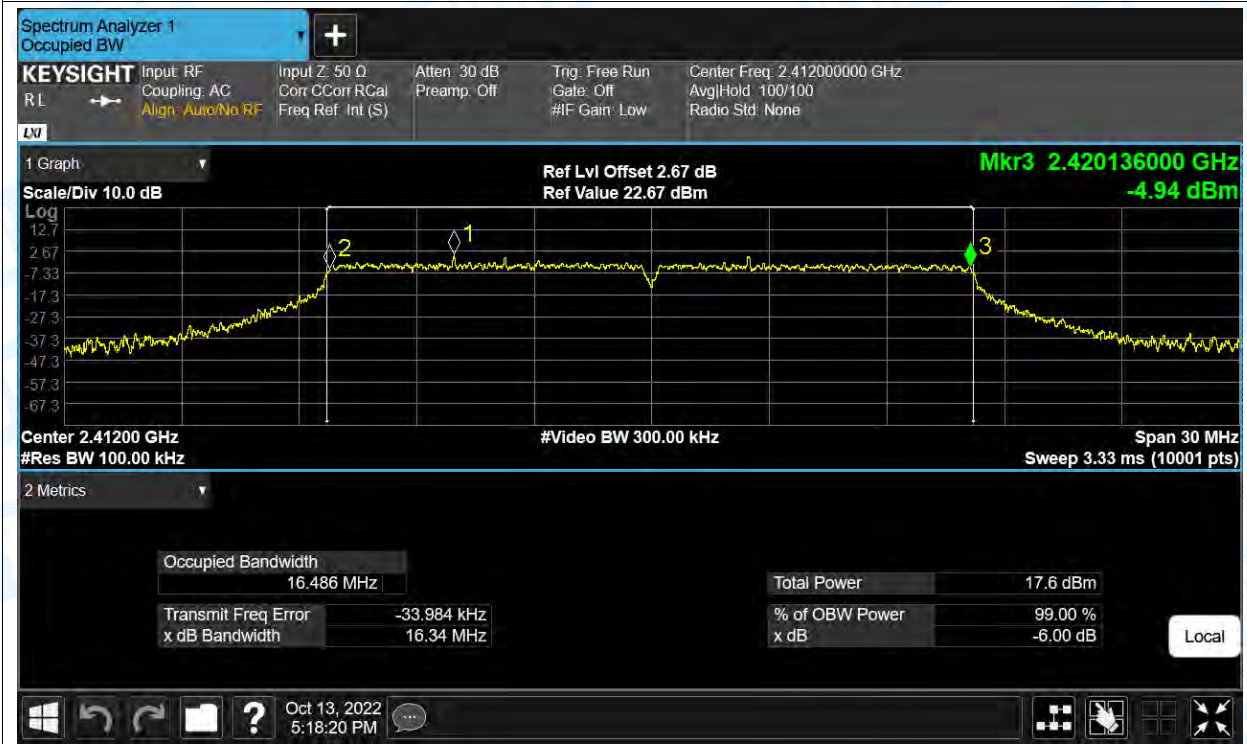 Spectrum Analyzer 1
Occupied BW
KEYSIGHT
R L
LXI
Input: RF
Coupling: AC
Align: Auto/No RF
Input Z: 50 Ω
Corr CCorr RCal
Freq Ref: Int (S)
Atten: 30 dB
Preamp: Off
Trig: Free Run
Gate: Off
#IF Gain: Low
Center Freq: 2.412000000 GHz
Avg|Hold: 100/100
Radio Std: None
1 Graph
Scale/Div 10.0 dB
Ref Lvl Offset 2.67 dB
Ref Value 22.67 dBm
Mkr3 2.420136000 GHz
-4.94 dBm
Log
12.7
2.67
-7.33
-17.3
-27.3
-37.3
-47.3
-57.3
-67.3
2
1
3
Center 2.41200 GHz
#Res BW 100.00 kHz
#Video BW 300.00 kHz
Span 30 MHz
Sweep 3.33 ms (10001 pts)
2 Metrics
Occupied Bandwidth
16.486 MHz
Transmit Freq Error -33.984 kHz
x dB Bandwidth 16.34 MHz
Total Power 17.6 dBm
% of OBW Power 99.00 %
x dB -6.00 dB
Local
?
Oct 13, 2022
5:18:20 PM